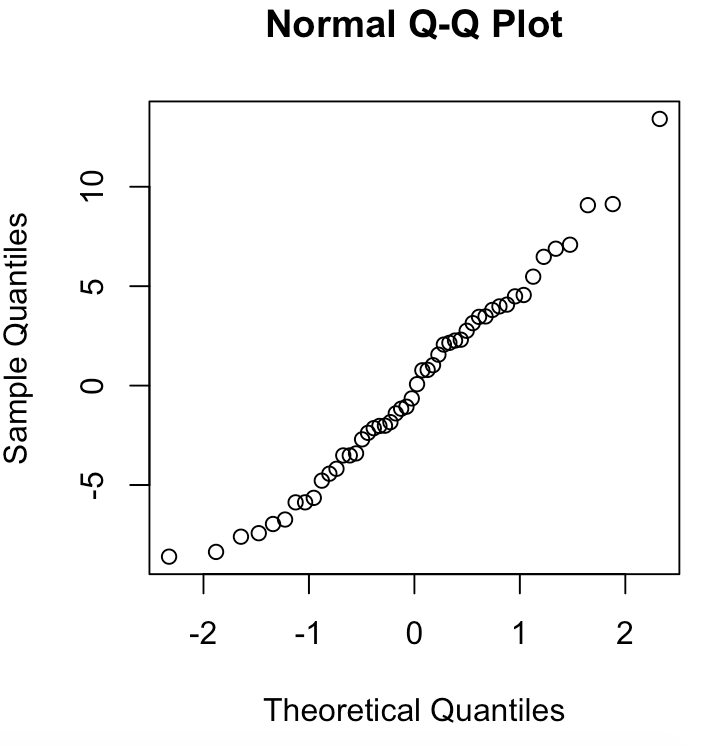 Normal Q-Q Plot
Sample Quantiles
10
5
0
-5
-2 -1 0 1 2
Theoretical Quantiles